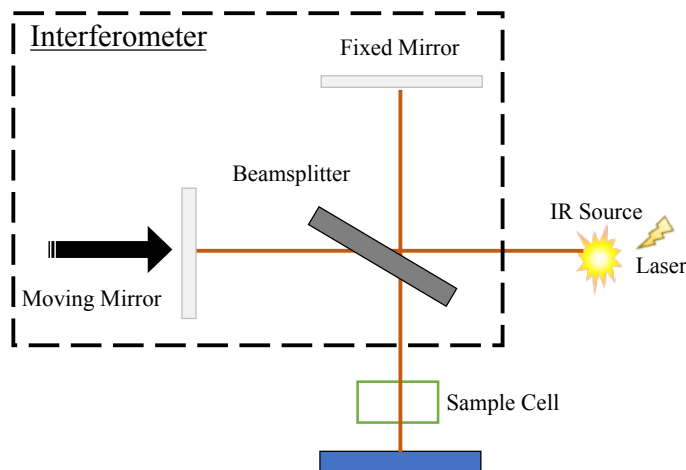 Interferometer
Fixed Mirror
Beamsplitter
IR Source
Laser
Moving Mirror
Sample Cell